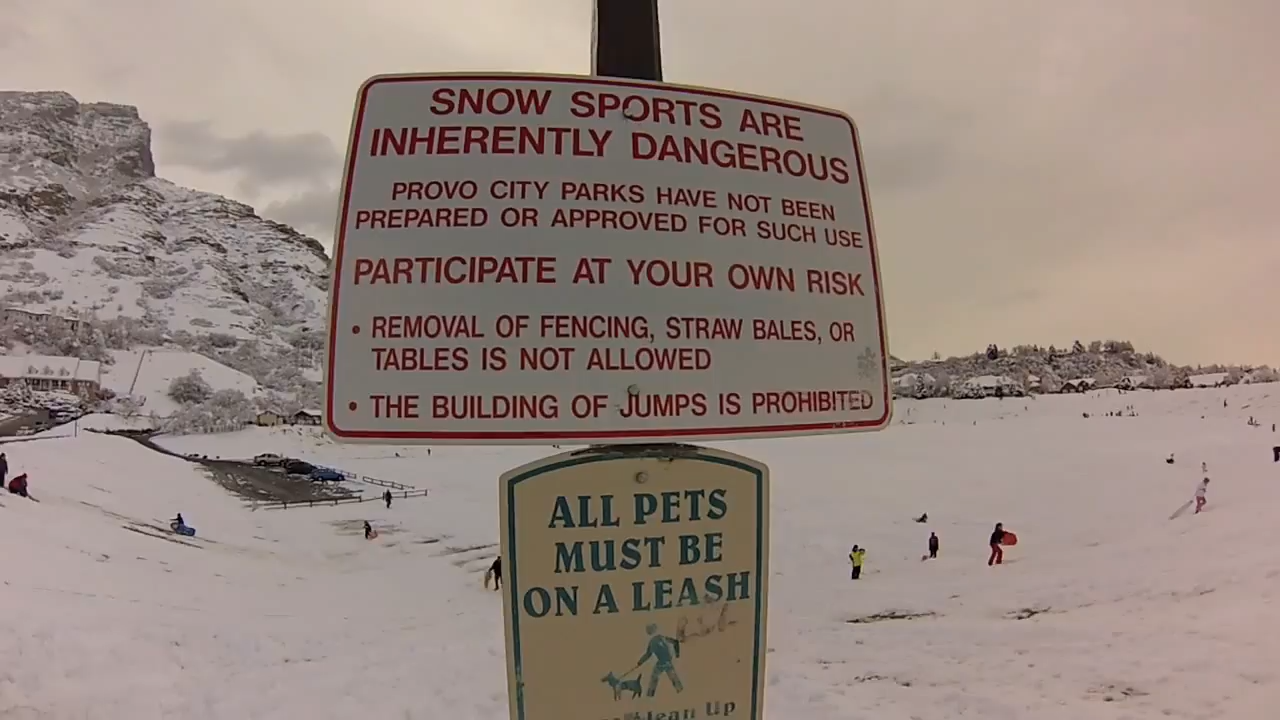 SNOW SPORTS ARE
INHERENTLY DANGEROUS
PROVO CITY PARKS HAVE NOT BEEN
PREPARED OR APPROVED FOR SUCH USE
PARTICIPATE AT YOUR OWN RISK
• REMOVAL OF FENCING, STRAW BALES, OR
TABLES IS NOT ALLOWED
• THE BUILDING OF JUMPS IS PROHIBITED
ALL PETS
MUST BE
ON A LEASH
Up